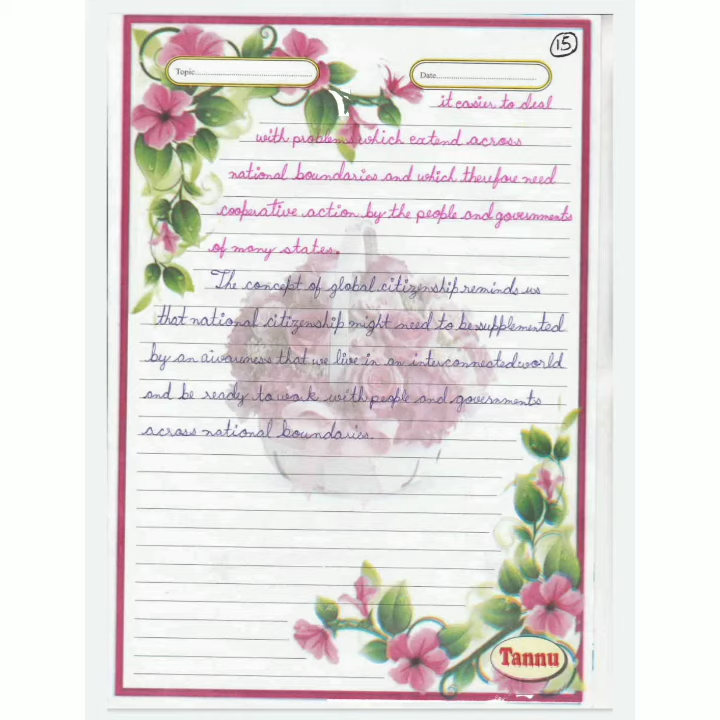 15
Topic
Date
it easier to deal
with problems which extend across
national boundaries and which therefore need
cooperative action by the people and governments
of many states.
The concept of global citizenship reminds us
that national citizenship might need to be supplemented
by an awareness that we live in an interconnected world
and be ready to work with people and governments
across national boundaries.
Tannu